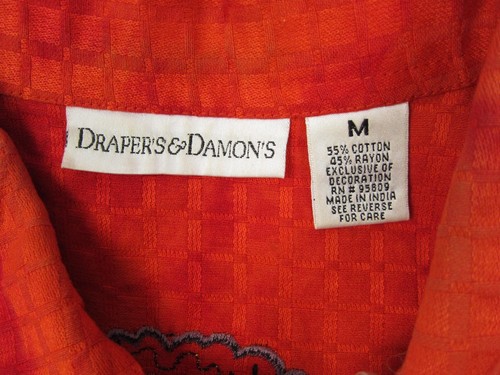 DRAPER'S & DAMON'S
M
55% COTTON
45% RAYON
EXCLUSIVE OF
DECORATION
RN # 95809
MADE IN INDIA
SEE REVERSE
FOR CARE